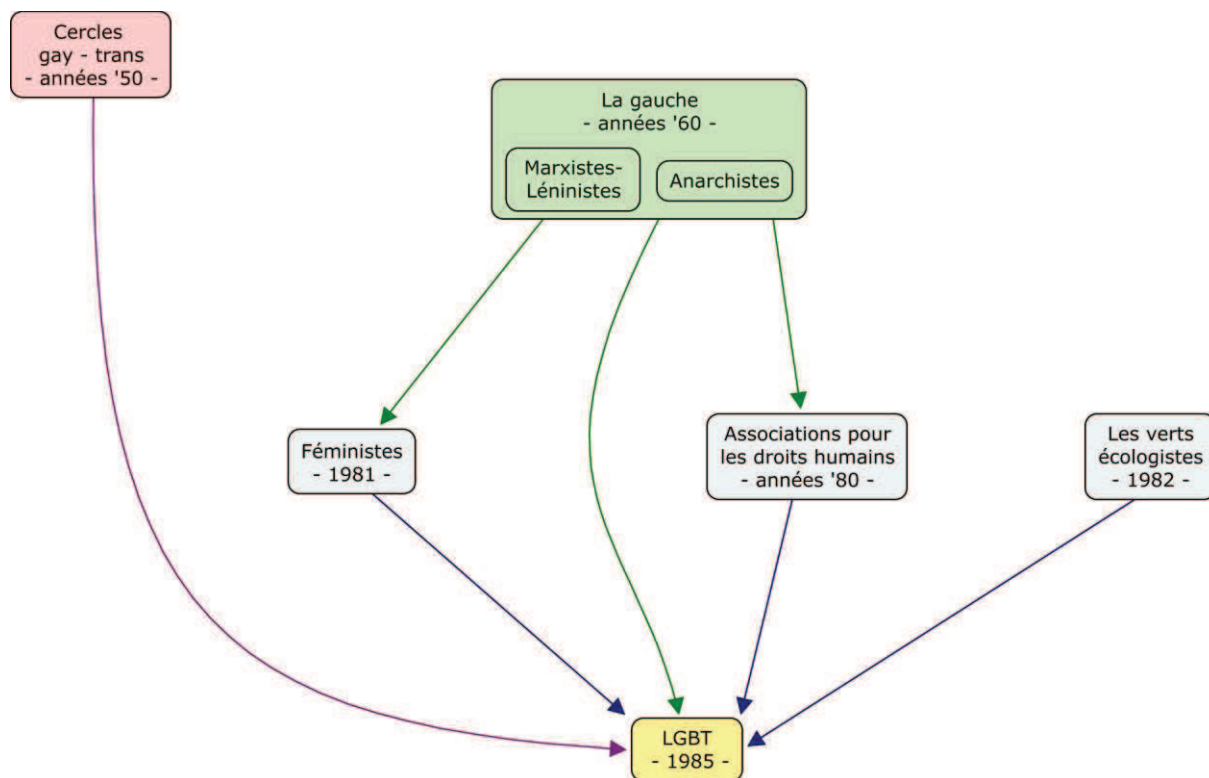 Cercles
gay - trans
- années '50 -
La gauche
- années '60 -
Marxistes-
Léninistes
Anarchistes
Féministes
- 1981 -
Associations pour
les droits humains
- années '80 -
Les verts
écologistes
- 1982 -
LGBT
- 1985 -